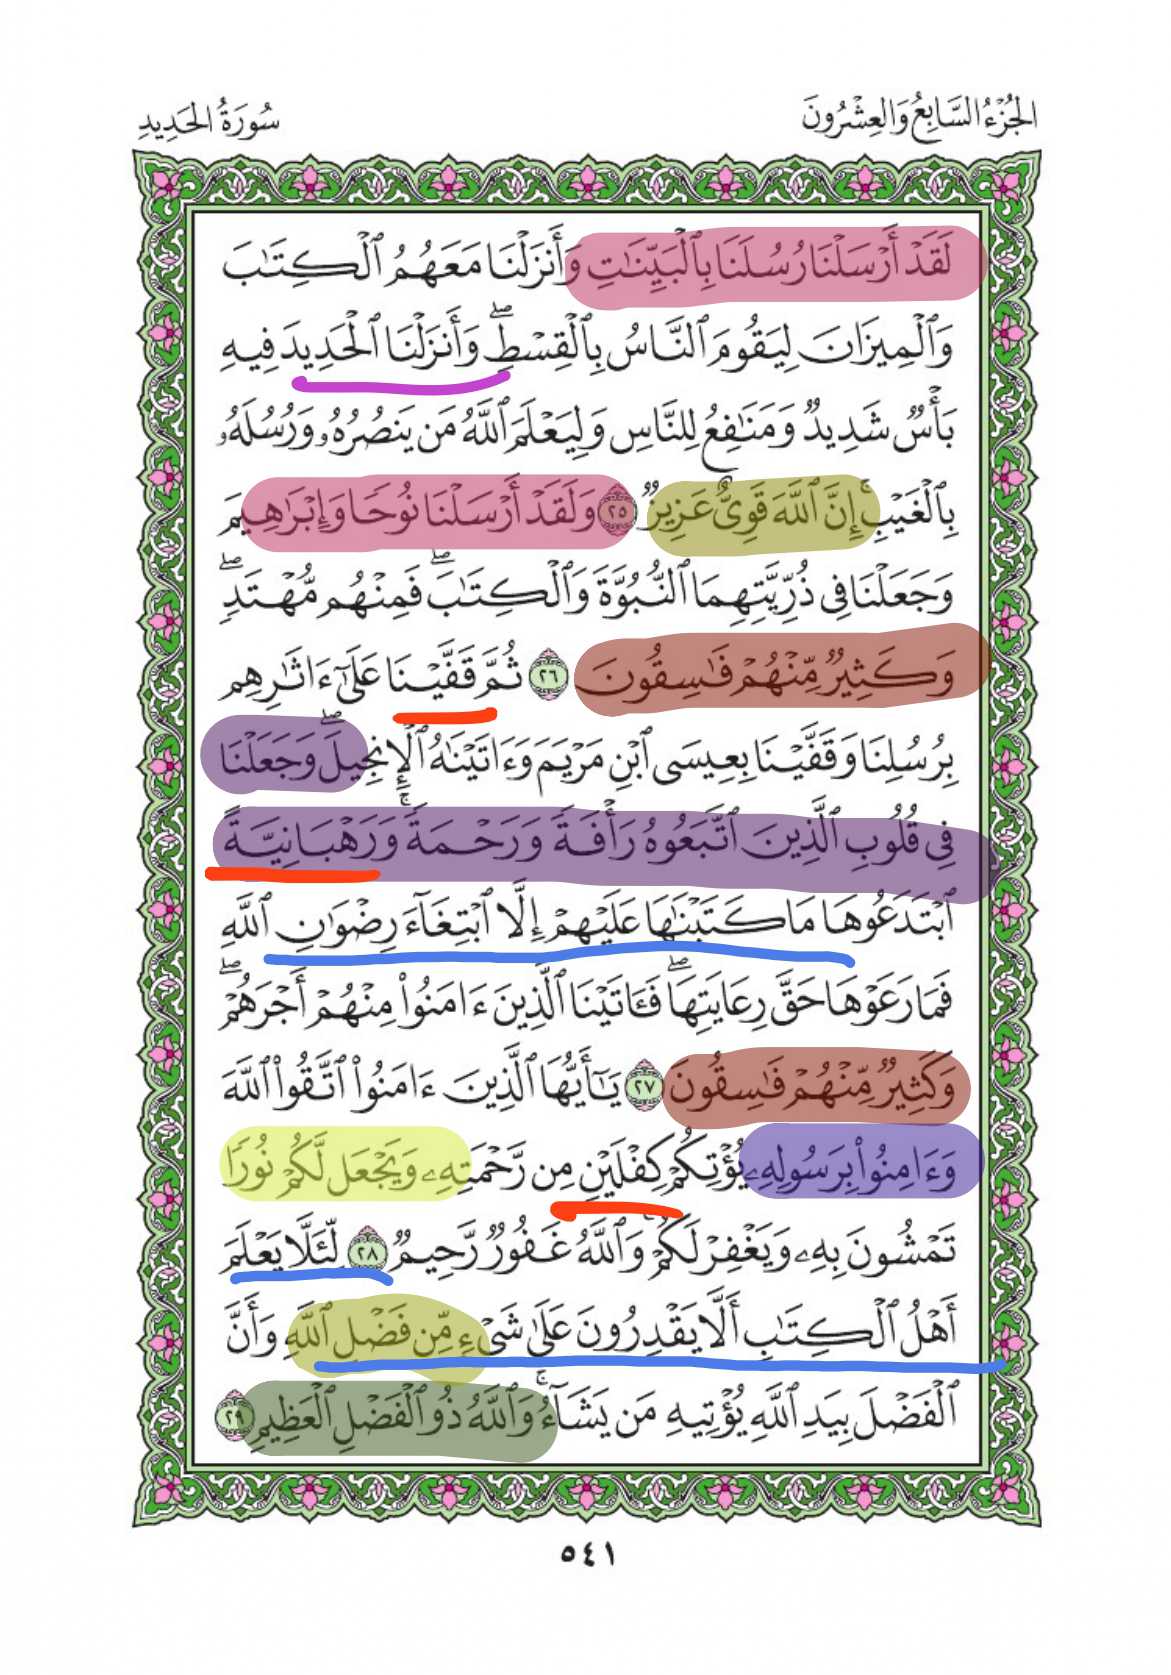 الجُزْءُ السَّابِعُ وَالعِشْرُونَ
سُورَةُ الحَدِيدِ
لَقَدْ أَرْسَلْنَا رُسُلَنَا بِٱلْبَيِّنَٰتِ وَأَنزَلْنَا مَعَهُمُ ٱلْكِتَٰبَ
وَٱلْمِيزَانَ لِيَقُومَ ٱلنَّاسُ بِٱلْقِسْطِۖ وَأَنزَلْنَا ٱلْحَدِيدَ فِيهِ
بَأْسٌ شَدِيدٌ وَمَنَٰفِعُ لِلنَّاسِ وَلِيَعْلَمَ ٱللَّهُ مَن يَنصُرُهُۥ وَرُسُلَهُۥ
بِٱلْغَيْبِۚ إِنَّ ٱللَّهَ قَوِىٌّ عَزِيزٌ ٢٥ وَلَقَدْ أَرْسَلْنَا نُوحًا وَإِبْرَٰهِيمَ
وَجَعَلْنَا فِى ذُرِّيَّتِهِمَا ٱلنُّبُوَّةَ وَٱلْكِتَٰبَۖ فَمِنْهُم مُّهْتَدٍۖ
وَكَثِيرٌ مِّنْهُمْ فَٰسِقُونَ ٢٦ ثُمَّ قَفَّيْنَا عَلَىٰٓ ءَاثَٰرِهِم
بِرُسُلِنَا وَقَفَّيْنَا بِعِيسَى ٱبْنِ مَرْيَمَ وَءَاتَيْنَٰهُ ٱلْإِنجِيلَۖ وَجَعَلْنَا
فِى قُلُوبِ ٱلَّذِينَ ٱتَّبَعُوهُ رَأْفَةً وَرَحْمَةًۚ وَرَهْبَانِيَّةً
ٱبْتَدَعُوهَا مَا كَتَبْنَٰهَا عَلَيْهِمْ إِلَّا ٱبْتِغَآءَ رِضْوَٰنِ ٱللَّهِ
فَمَا رَعَوْهَا حَقَّ رِعَايَتِهَاۖ فَـَٔاتَيْنَا ٱلَّذِينَ ءَامَنُوا۟ مِنْهُمْ أَجْرَهُمْۖ
وَكَثِيرٌ مِّنْهُمْ فَٰسِقُونَ ٢٧ يَٰٓأَيُّهَا ٱلَّذِينَ ءَامَنُوا۟ ٱتَّقُوا۟ ٱللَّهَ
وَءَامِنُوا۟ بِرَسُولِهِۦ يُؤْتِكُمْ كِفْلَيْنِ مِن رَّحْمَتِهِۦ وَيَجْعَل لَّكُمْ نُورًا
تَمْشُونَ بِهِۦ وَيَغْفِرْ لَكُمْۚ وَٱللَّهُ غَفُورٌ رَّحِيمٌ ٢٨ لِّئَلَّا يَعْلَمَ
أَهْلُ ٱلْكِتَٰبِ أَلَّا يَقْدِرُونَ عَلَىٰ شَىْءٍ مِّن فَضْلِ ٱللَّهِ وَأَنَّ
ٱلْفَضْلَ بِيَدِ ٱللَّهِ يُؤْتِيهِ مَن يَشَآءُۚ وَٱللَّهُ ذُو ٱلْفَضْلِ ٱلْعَظِيمِ ٢٩
٥٤١